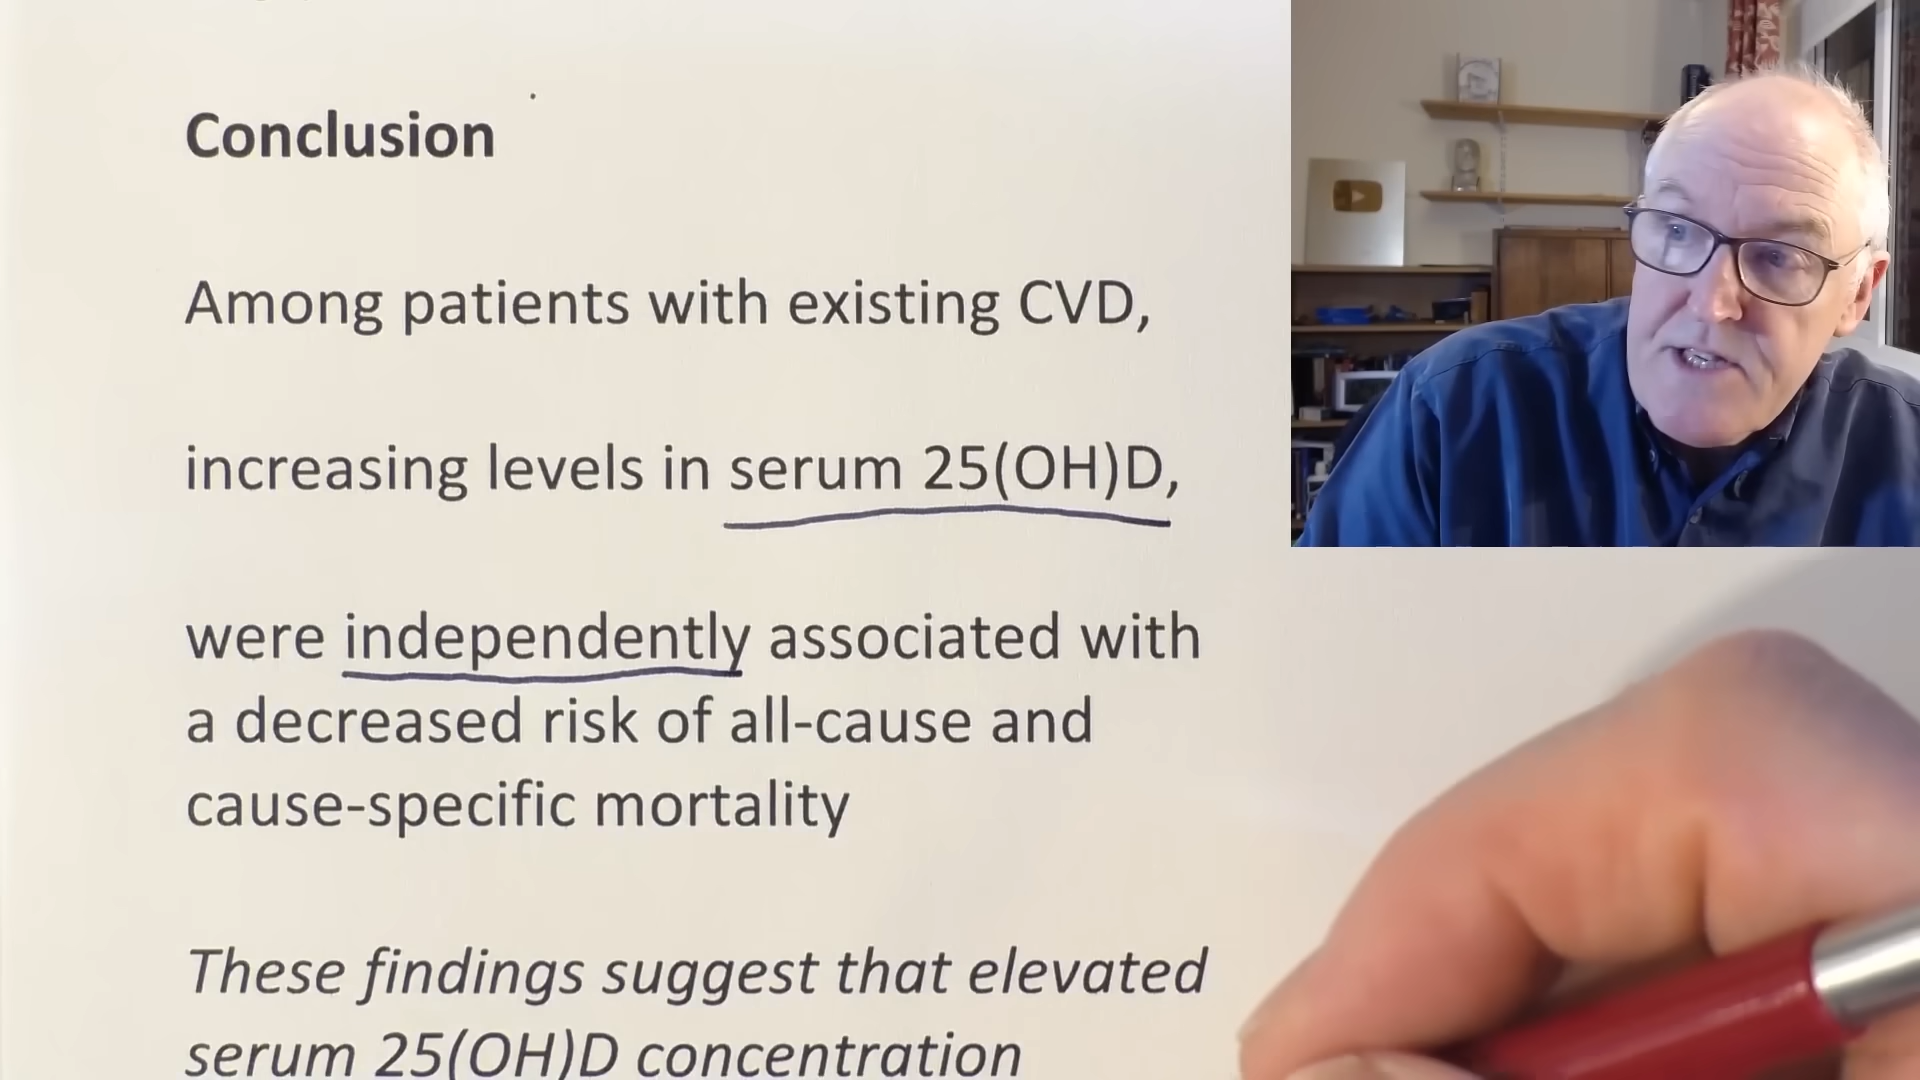 Conclusion
Among patients with existing CVD,
increasing levels in serum 25(OH)D,
were independently associated with
a decreased risk of all-cause and
cause-specific mortality
These findings suggest that elevated
serum 25(OH)D concentration